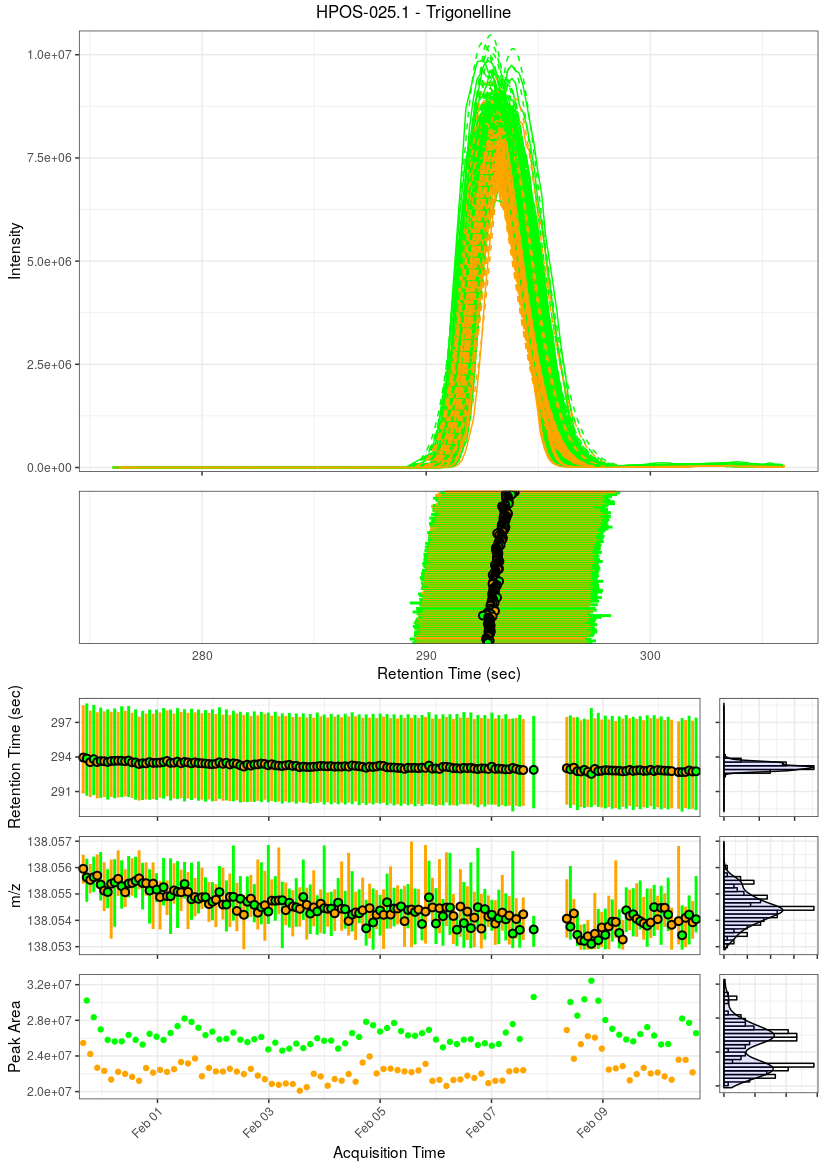 HPOS-025.1 - Trigonelline
1.0e+07
7.5e+06
5.0e+06
2.5e+06
0.0e+00
Intensity
280
290
300
Retention Time (sec)
297
294
291
Retention Time (sec)
138.057
138.056
138.055
138.054
138.053
m/z
3.2e+07
2.8e+07
2.4e+07
2.0e+07
Peak Area
Feb 01
Feb 03
Feb 05
Feb 07
Feb 09
Acquisition Time